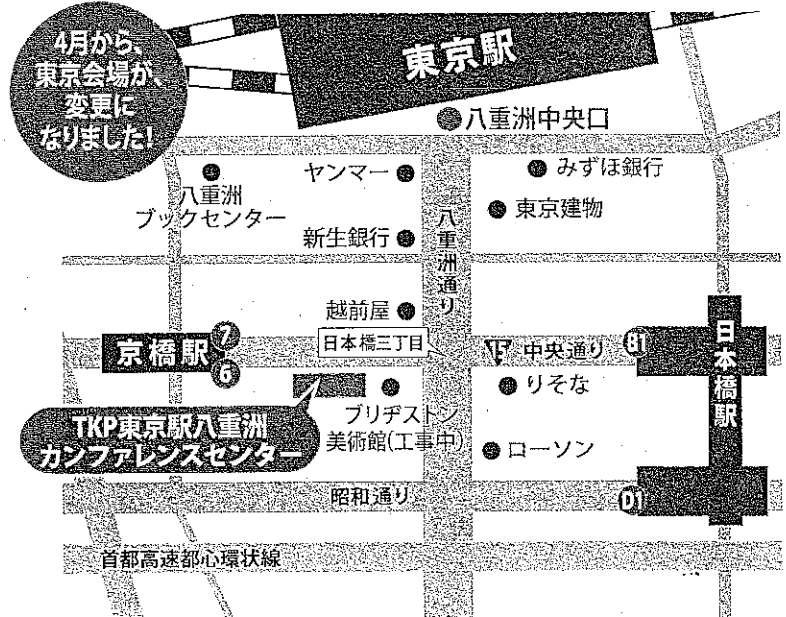 4月から、
東京会場が、
変更に
なりました!
東京駅
八重洲中央口
八重洲
ブックセンター
ヤンマー
みずほ銀行
東京建物
新生銀行
八重洲通り
越前屋
日本橋三丁目
京橋駅
7
6
中央通り
B1
日本橋駅
りそな
ブリヂストン
美術館(工事中)
TKP東京駅八重洲
カンファレンスセンター
ローソン
昭和通り
D1
首都高速都心環状線